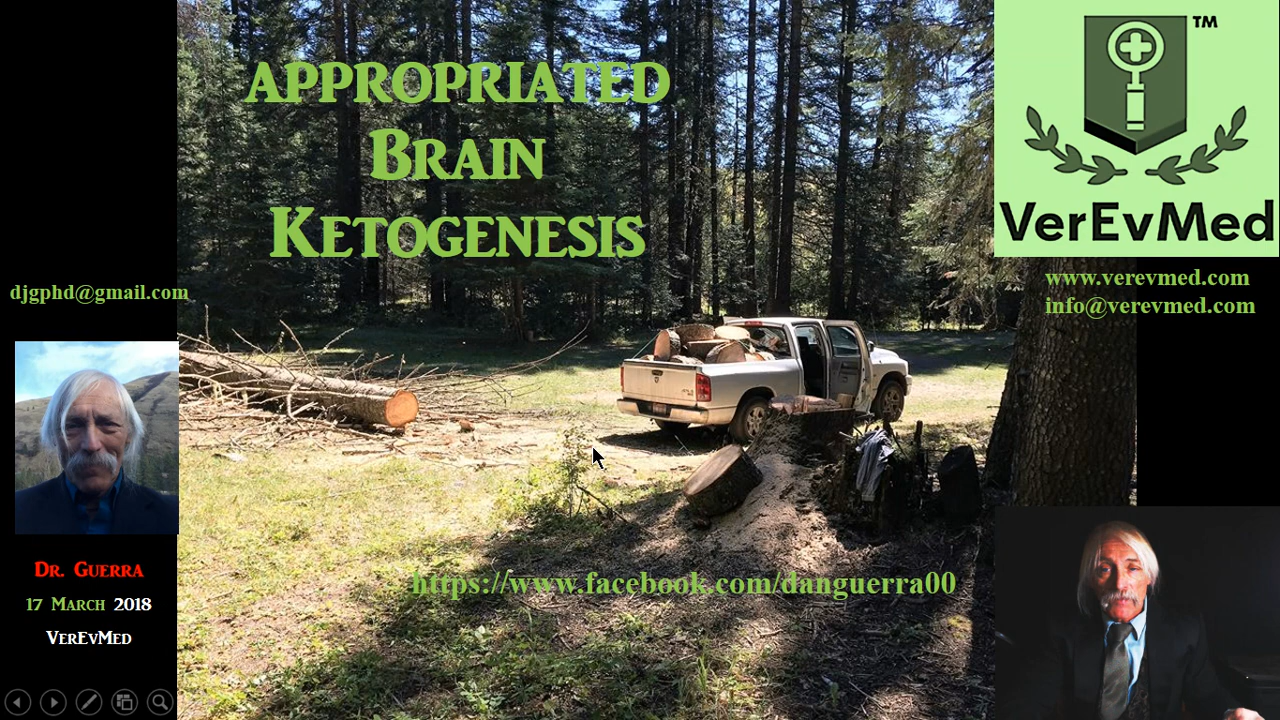 APPROPRIATED
BRAIN
KETOGENESIS
TM
VerEvMed
www.verevmed.com
info@verevmed.com
djgphd@gmail.com
DR. GUERRA
17 MARCH 2018
VEREVMED
https://www.facebook.com/danguerra00